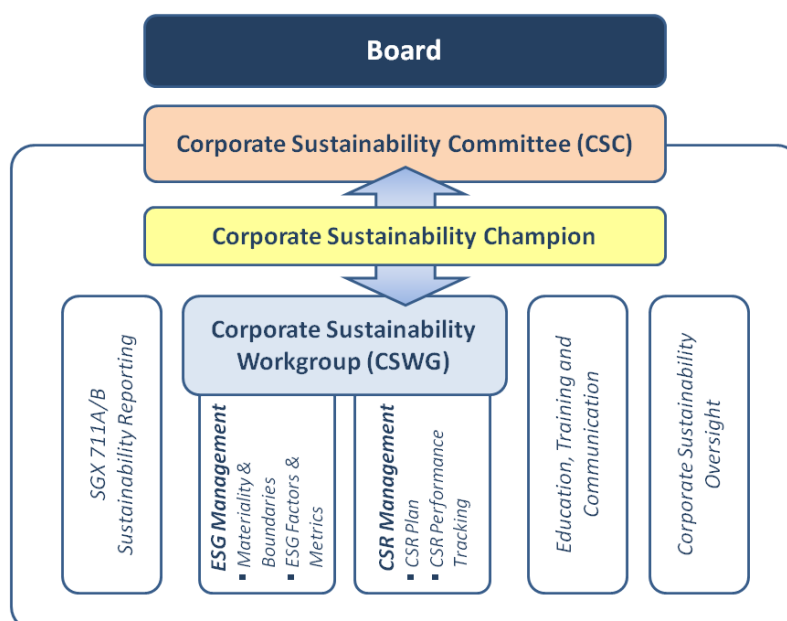 Board
Corporate Sustainability Committee (CSC)
Corporate Sustainability Champion
Corporate Sustainability
Workgroup (CSWG)
SGX 711A/B
Sustainability Reporting
ESG Management
▪ Materiality &
Boundaries
▪ ESG Factors &
Metrics
CSR Management
▪ CSR Plan
▪ CSR Performance
Tracking
Education, Training and
Communication
Corporate Sustainability
Oversight